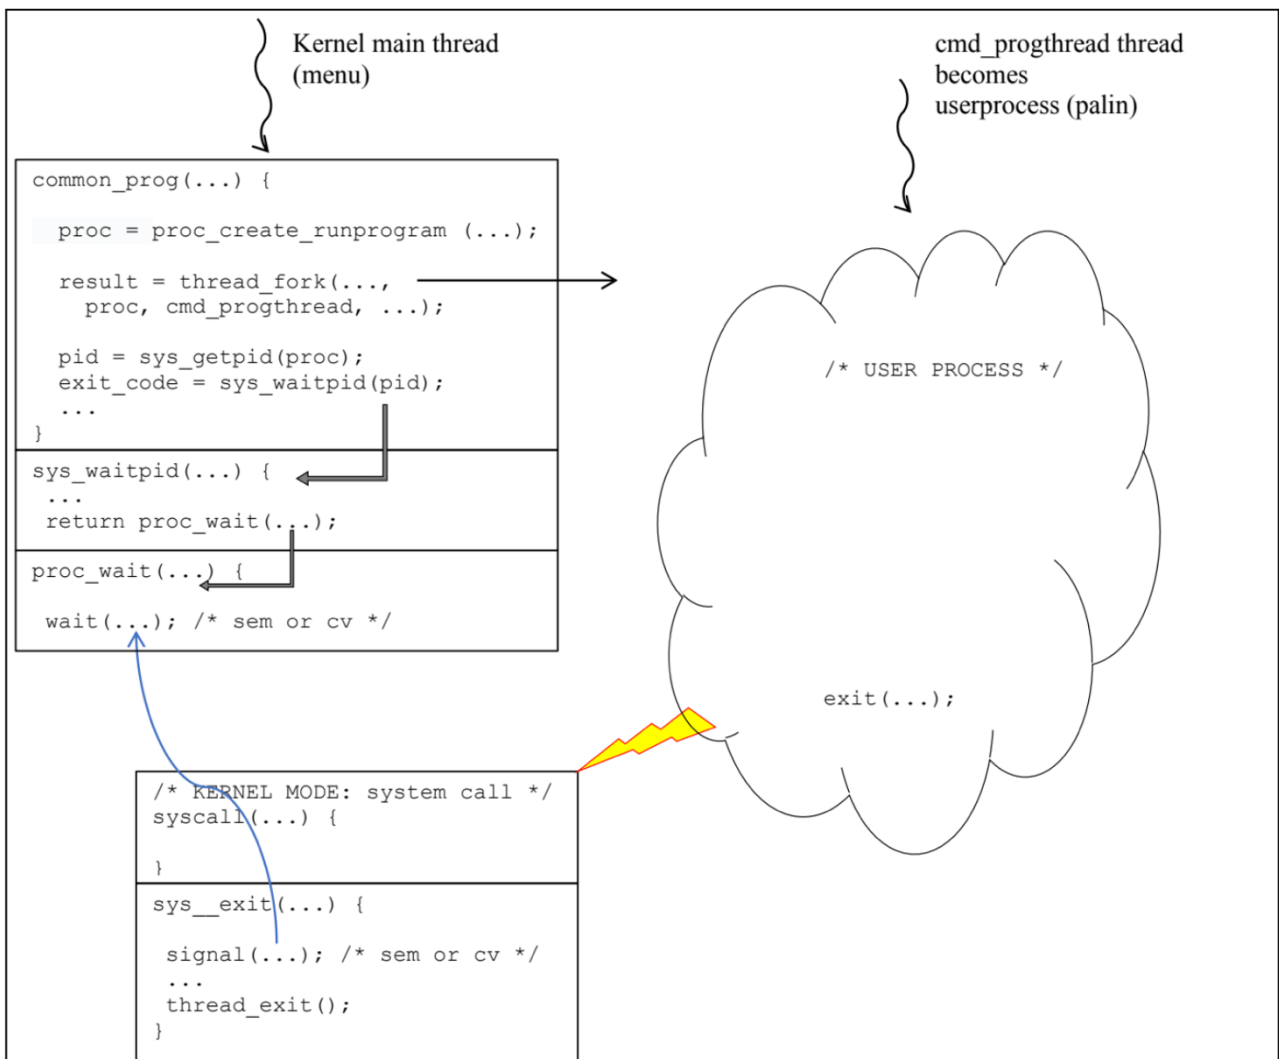 Kernel main thread
(menu)
cmd_progthread thread
becomes
userprocess (palin)
common_prog(...) {
proc = proc_create_runprogram (...);
result = thread_fork(...,
proc, cmd_progthread, ...);
pid = sys_getpid(proc);
exit_code = sys_waitpid(pid);
...
}
sys_waitpid(...) {
...
return proc_wait(...);
proc_wait(...) {
wait(...); /* sem or cv */
/* USER PROCESS */
exit(...);
/* KERNEL MODE: system call */
syscall(...) {
}
sys__exit(...) {
signal(...); /* sem or cv */
...
thread_exit();
}